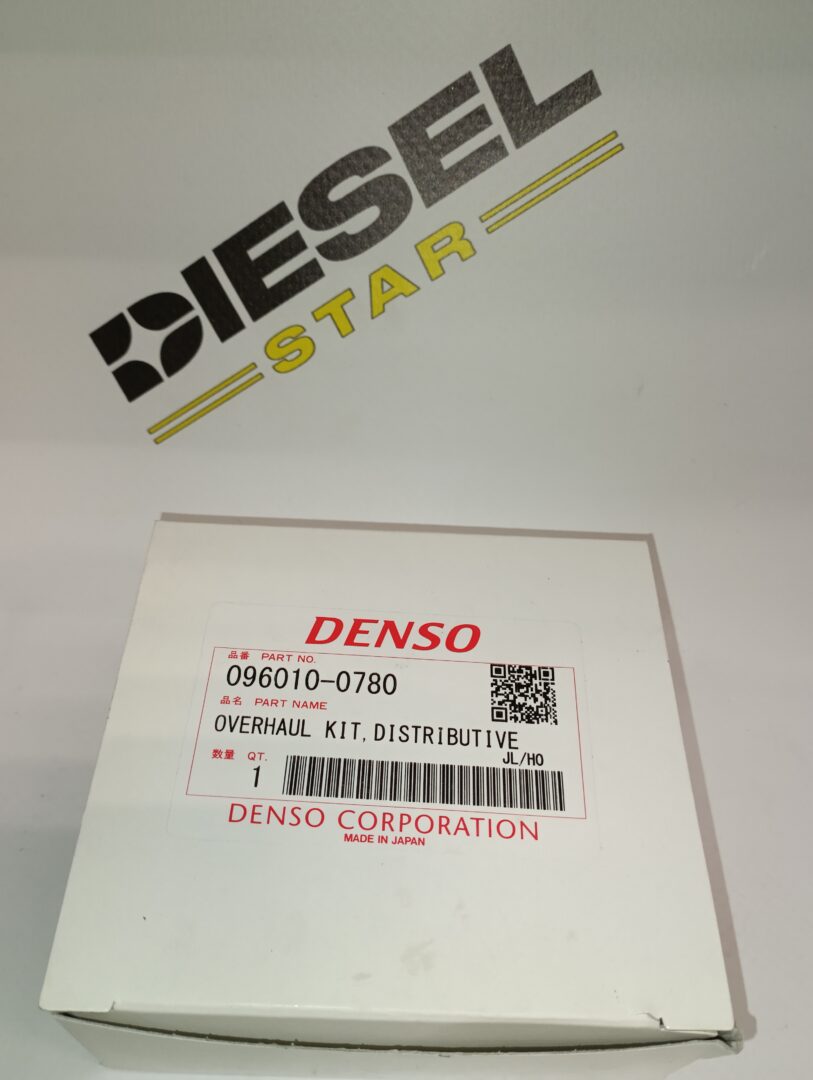 DIESEL
STAR
DENSO
品番 PART NO.
096010-0780
品名 PART NAME
OVERHAUL KIT, DISTRIBUTIVE
JL/HO
数量 QT.
1
DENSO CORPORATION
MADE IN JAPAN